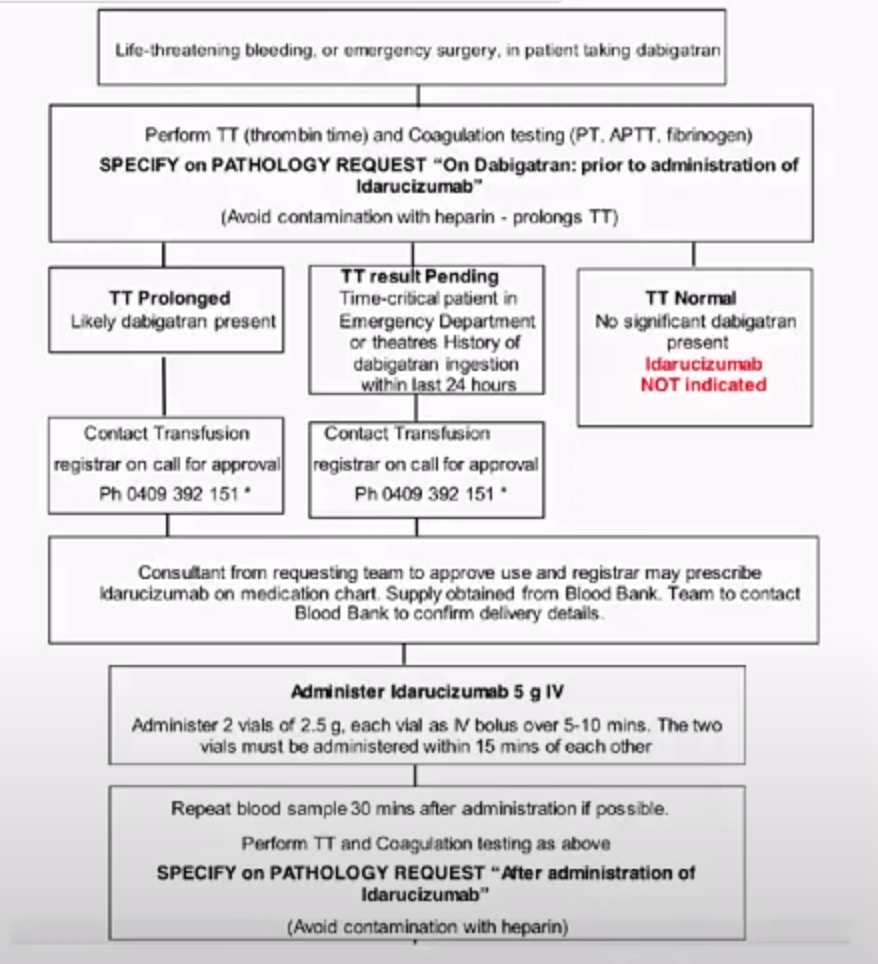 Life-threatening bleeding, or emergency surgery, in patient taking dabigatran
Perform TT (thrombin time) and Coagulation testing (PT, APTT, fibrinogen)
SPECIFY on PATHOLOGY REQUEST "On Dabigatran: prior to administration of
Idarucizumab"
(Avoid contamination with heparin - prolongs TT)
TT Prolonged
Likely dabigatran present
TT result Pending
Time-critical patient in
Emergency Department
or theatres History of
dabigatran ingestion
within last 24 hours
TT Normal
No significant dabigatran
present
Idarucizumab
NOT indicated
Contact Transfusion
registrar on call for approval
Ph 0409 392 151 *
Contact Transfusion
registrar on call for approval
Ph 0409 392 151 *
Consultant from requesting team to approve use and registrar may prescribe
Idarucizumab on medication chart. Supply obtained from Blood Bank. Team to contact
Blood Bank to confirm delivery details.
Administer Idarucizumab 5 g IV
Administer 2 vials of 2.5 g, each vial as IV bolus over 5-10 mins. The two
vials must be administered within 15 mins of each other
Repeat blood sample 30 mins after administration if possible.
Perform TT and Coagulation testing as above
SPECIFY on PATHOLOGY REQUEST "After administration of
Idarucizumab"
(Avoid contamination with heparin)